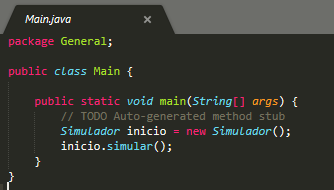 Main.java
package General;
public class Main {
public static void main(String[] args) {
// TODO Auto-generated method stub
Simulador inicio = new Simulador();
inicio.simular();
}
}